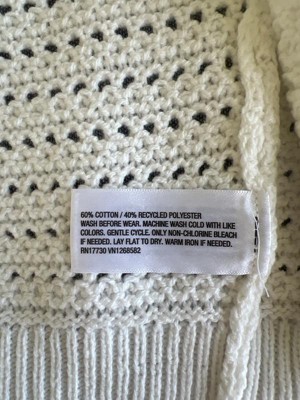 60% COTTON / 40% RECYCLED POLYESTER
WASH BEFORE WEAR. MACHINE WASH COLD WITH LIKE
COLORS. GENTLE CYCLE. ONLY NON-CHLORINE BLEACH
IF NEEDED. LAY FLAT TO DRY. WARM IRON IF NEEDED.
RN17730 VN1268582